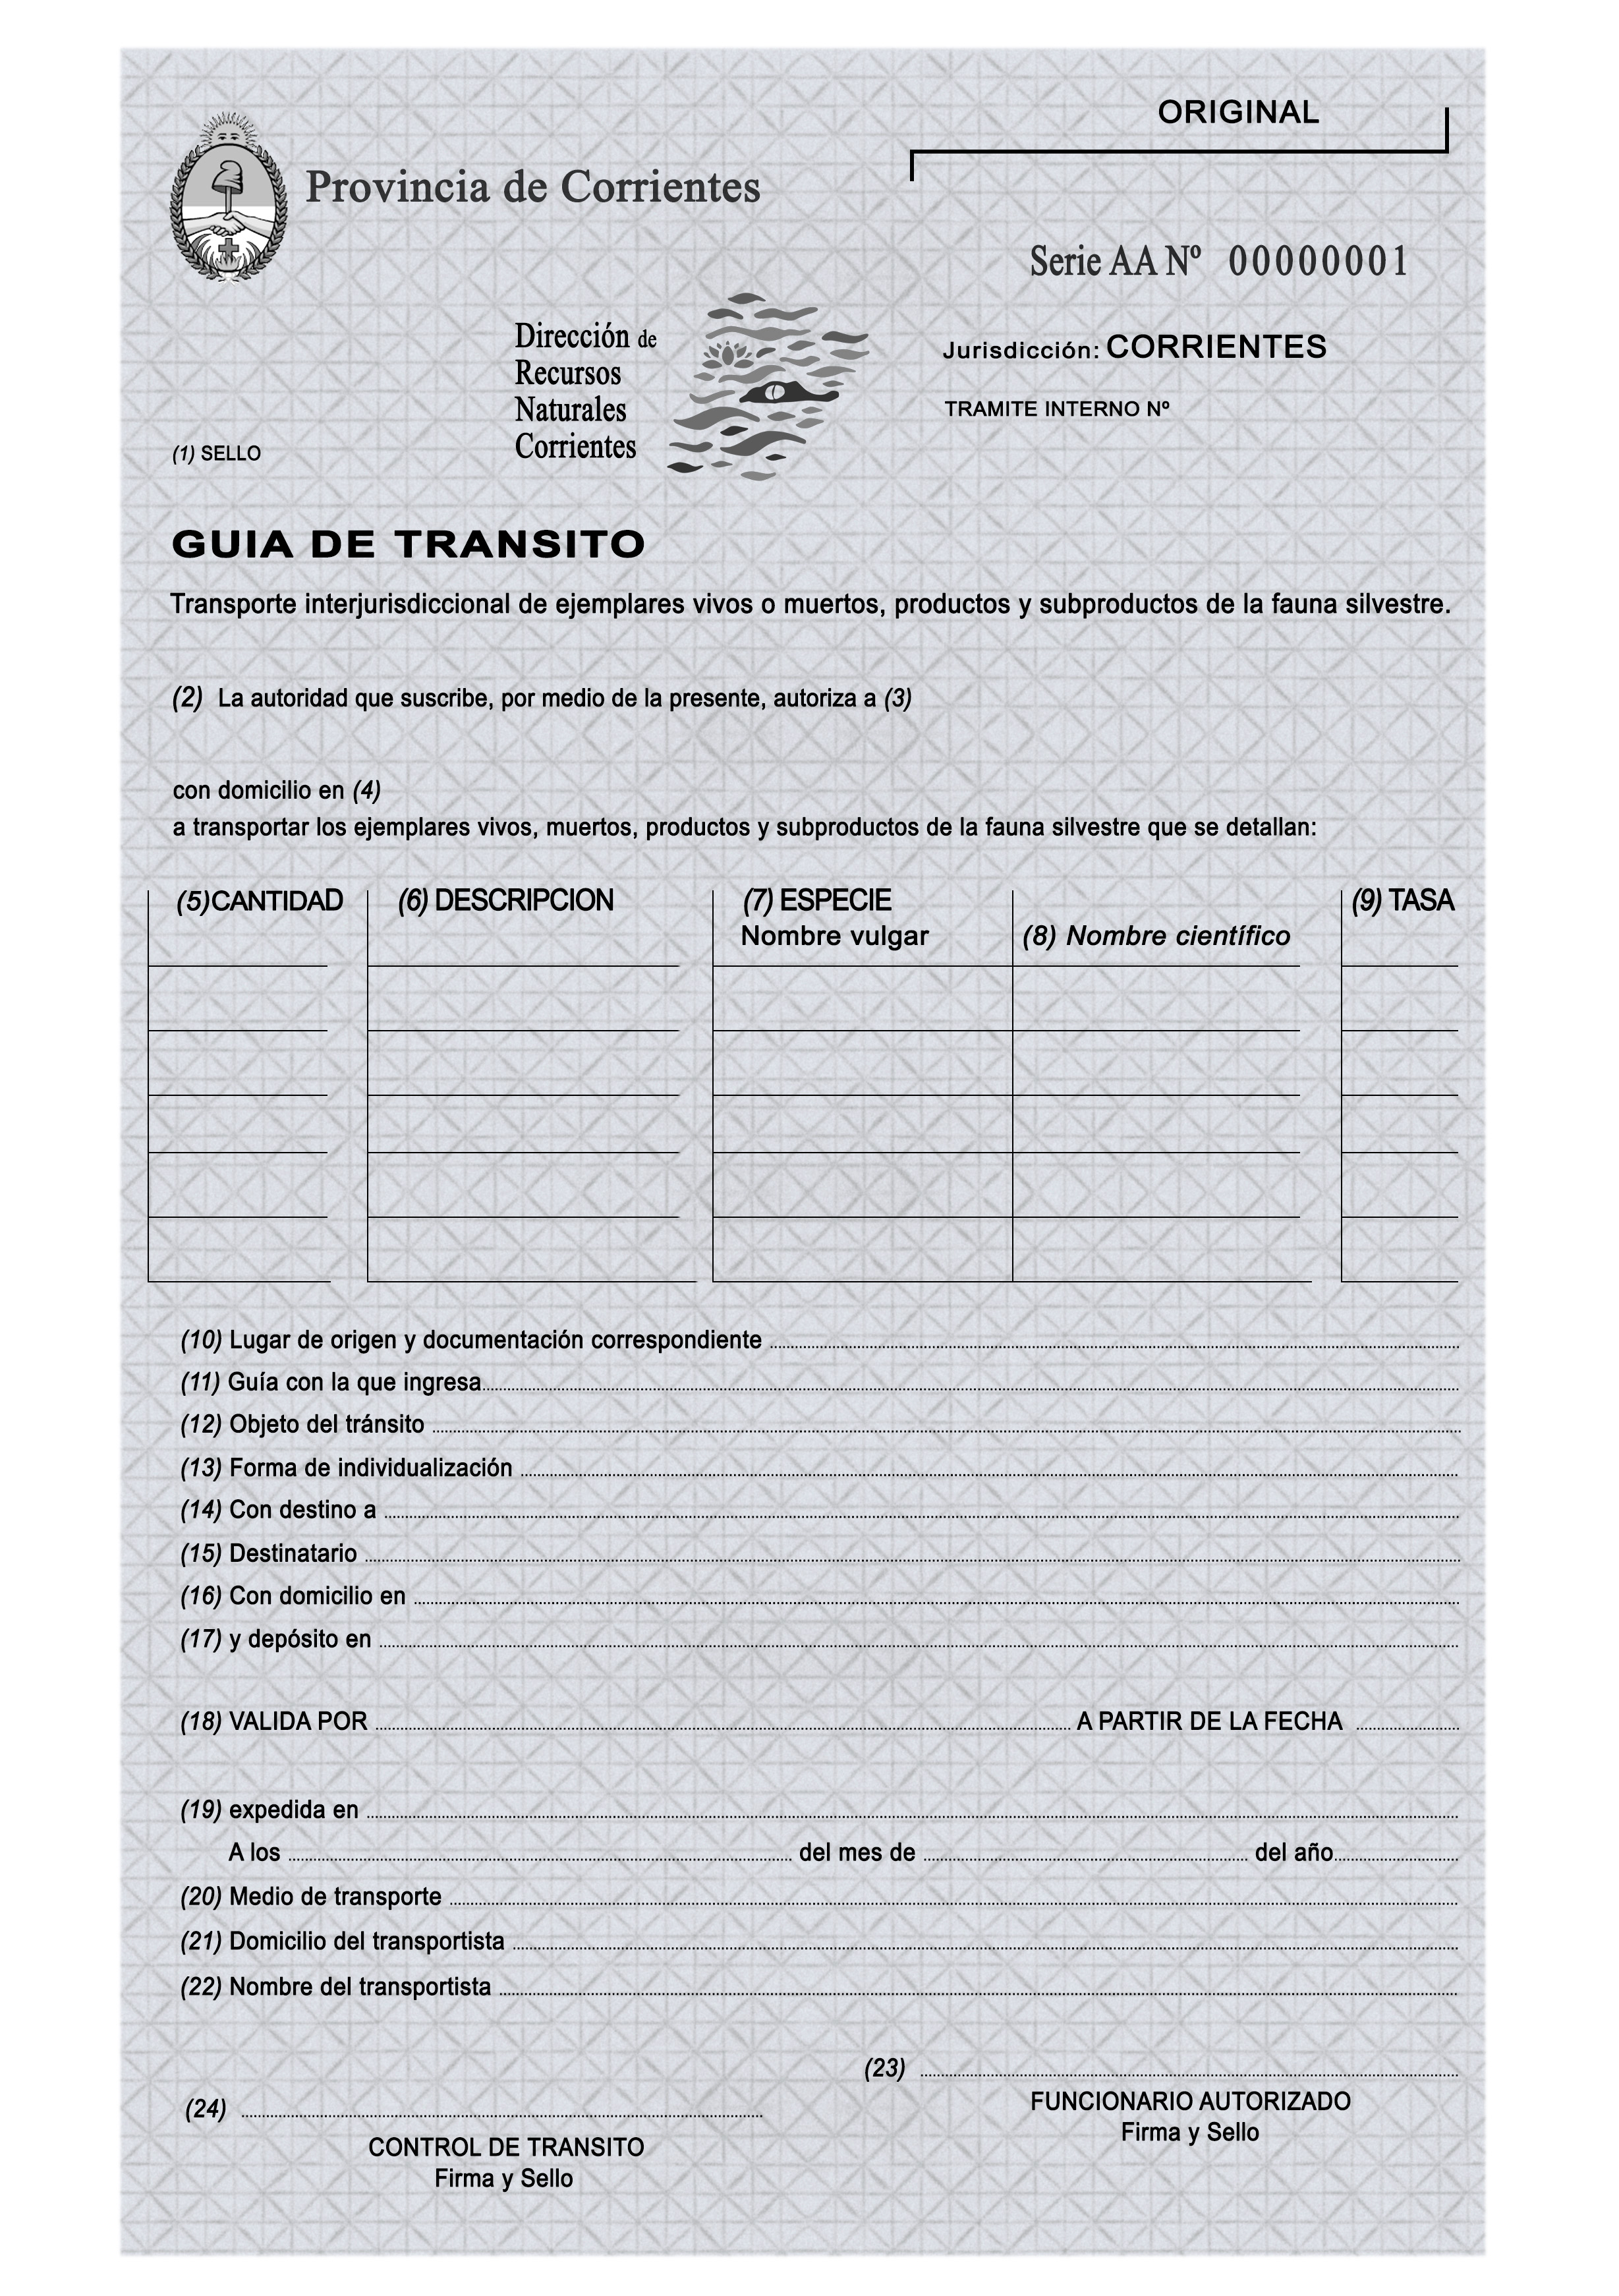 ORIGINAL
Provincia de Corrientes
Serie AA Nº 00000001
Dirección de
Recursos
Naturales
Corrientes
Jurisdicción: CORRIENTES
TRAMITE INTERNO Nº
(1) SELLO
GUIA DE TRANSITO
Transporte interjurisdiccional de ejemplares vivos o muertos, productos y subproductos de la fauna silvestre.
(2) La autoridad que suscribe, por medio de la presente, autoriza a (3)
con domicilio en (4)
a transportar los ejemplares vivos, muertos, productos y subproductos de la fauna silvestre que se detallan:
(5) CANTIDAD (6) DESCRIPCION (7) ESPECIE (9) TASA
Nombre vulgar (8) Nombre científico
(10) Lugar de origen y documentación correspondiente
(11) Guía con la que ingresa
(12) Objeto del tránsito
(13) Forma de individualización
(14) Con destino a
(15) Destinatario
(16) Con domicilio en
(17) y depósito en
(18) VALIDA POR A PARTIR DE LA FECHA
(19) expedida en
A los del mes de del año
(20) Medio de transporte
(21) Domicilio del transportista
(22) Nombre del transportista
(23)
FUNCIONARIO AUTORIZADO
Firma y Sello
(24)
CONTROL DE TRANSITO
Firma y Sello